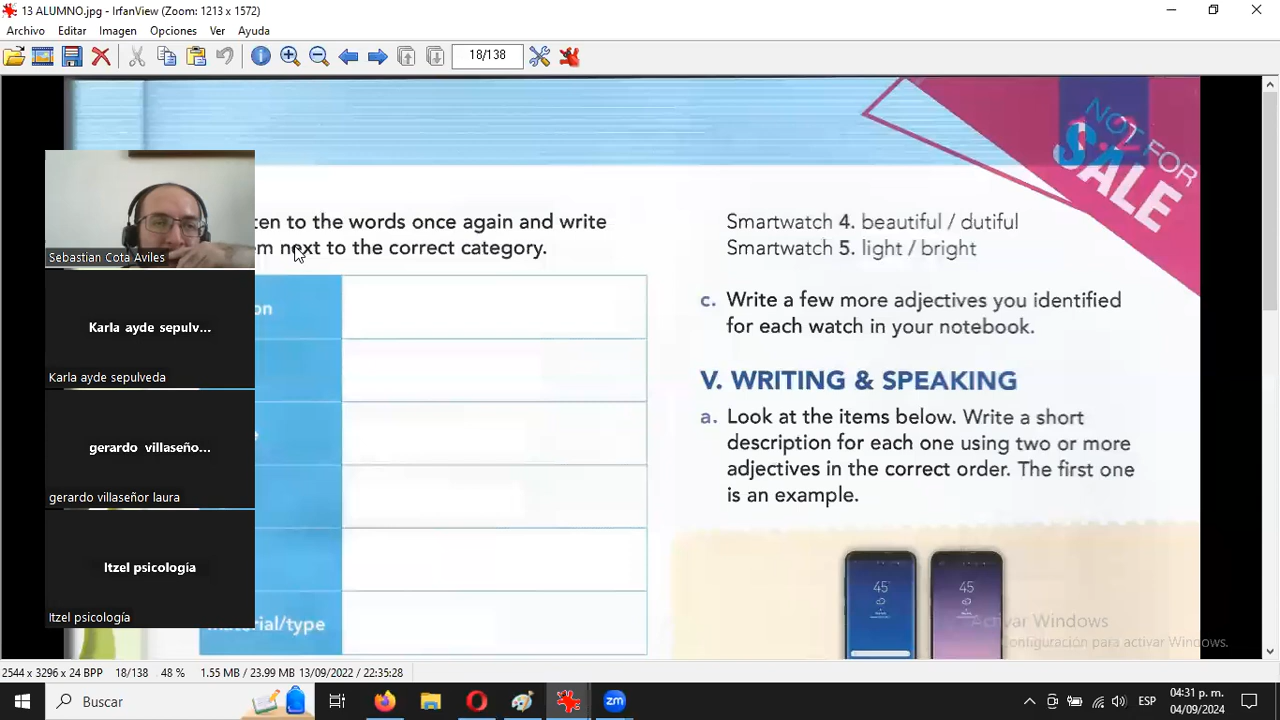 13 ALUMNO.jpg - IrfanView (Zoom: 1213 x 1572)
Archivo Editar Imagen Opciones Ver Ayuda
18/138
NOT FOR
SALE
1.2
ten to the words once again and write
em next to the correct category.
on
material/type
Smartwatch 4. beautiful / dutiful
Smartwatch 5. light / bright
c. Write a few more adjectives you identified
for each watch in your notebook.
V. WRITING & SPEAKING
a. Look at the items below. Write a short
description for each one using two or more
adjectives in the correct order. The first one
is an example.
45°
45°
Sebastian Cota Aviles
Karla ayde sepulv...
Karla ayde sepulveda
gerardo villaseño...
gerardo villaseñor laura
Itzel psicología
Itzel psicología
Activar Windows
Configuración para activar Windows.
2544 x 3296 x 24 BPP 18/138 48 % 1.55 MB / 23.99 MB 13/09/2022 / 22:35:28
Buscar
zm
ESP
04:31 p. m.
04/09/2024